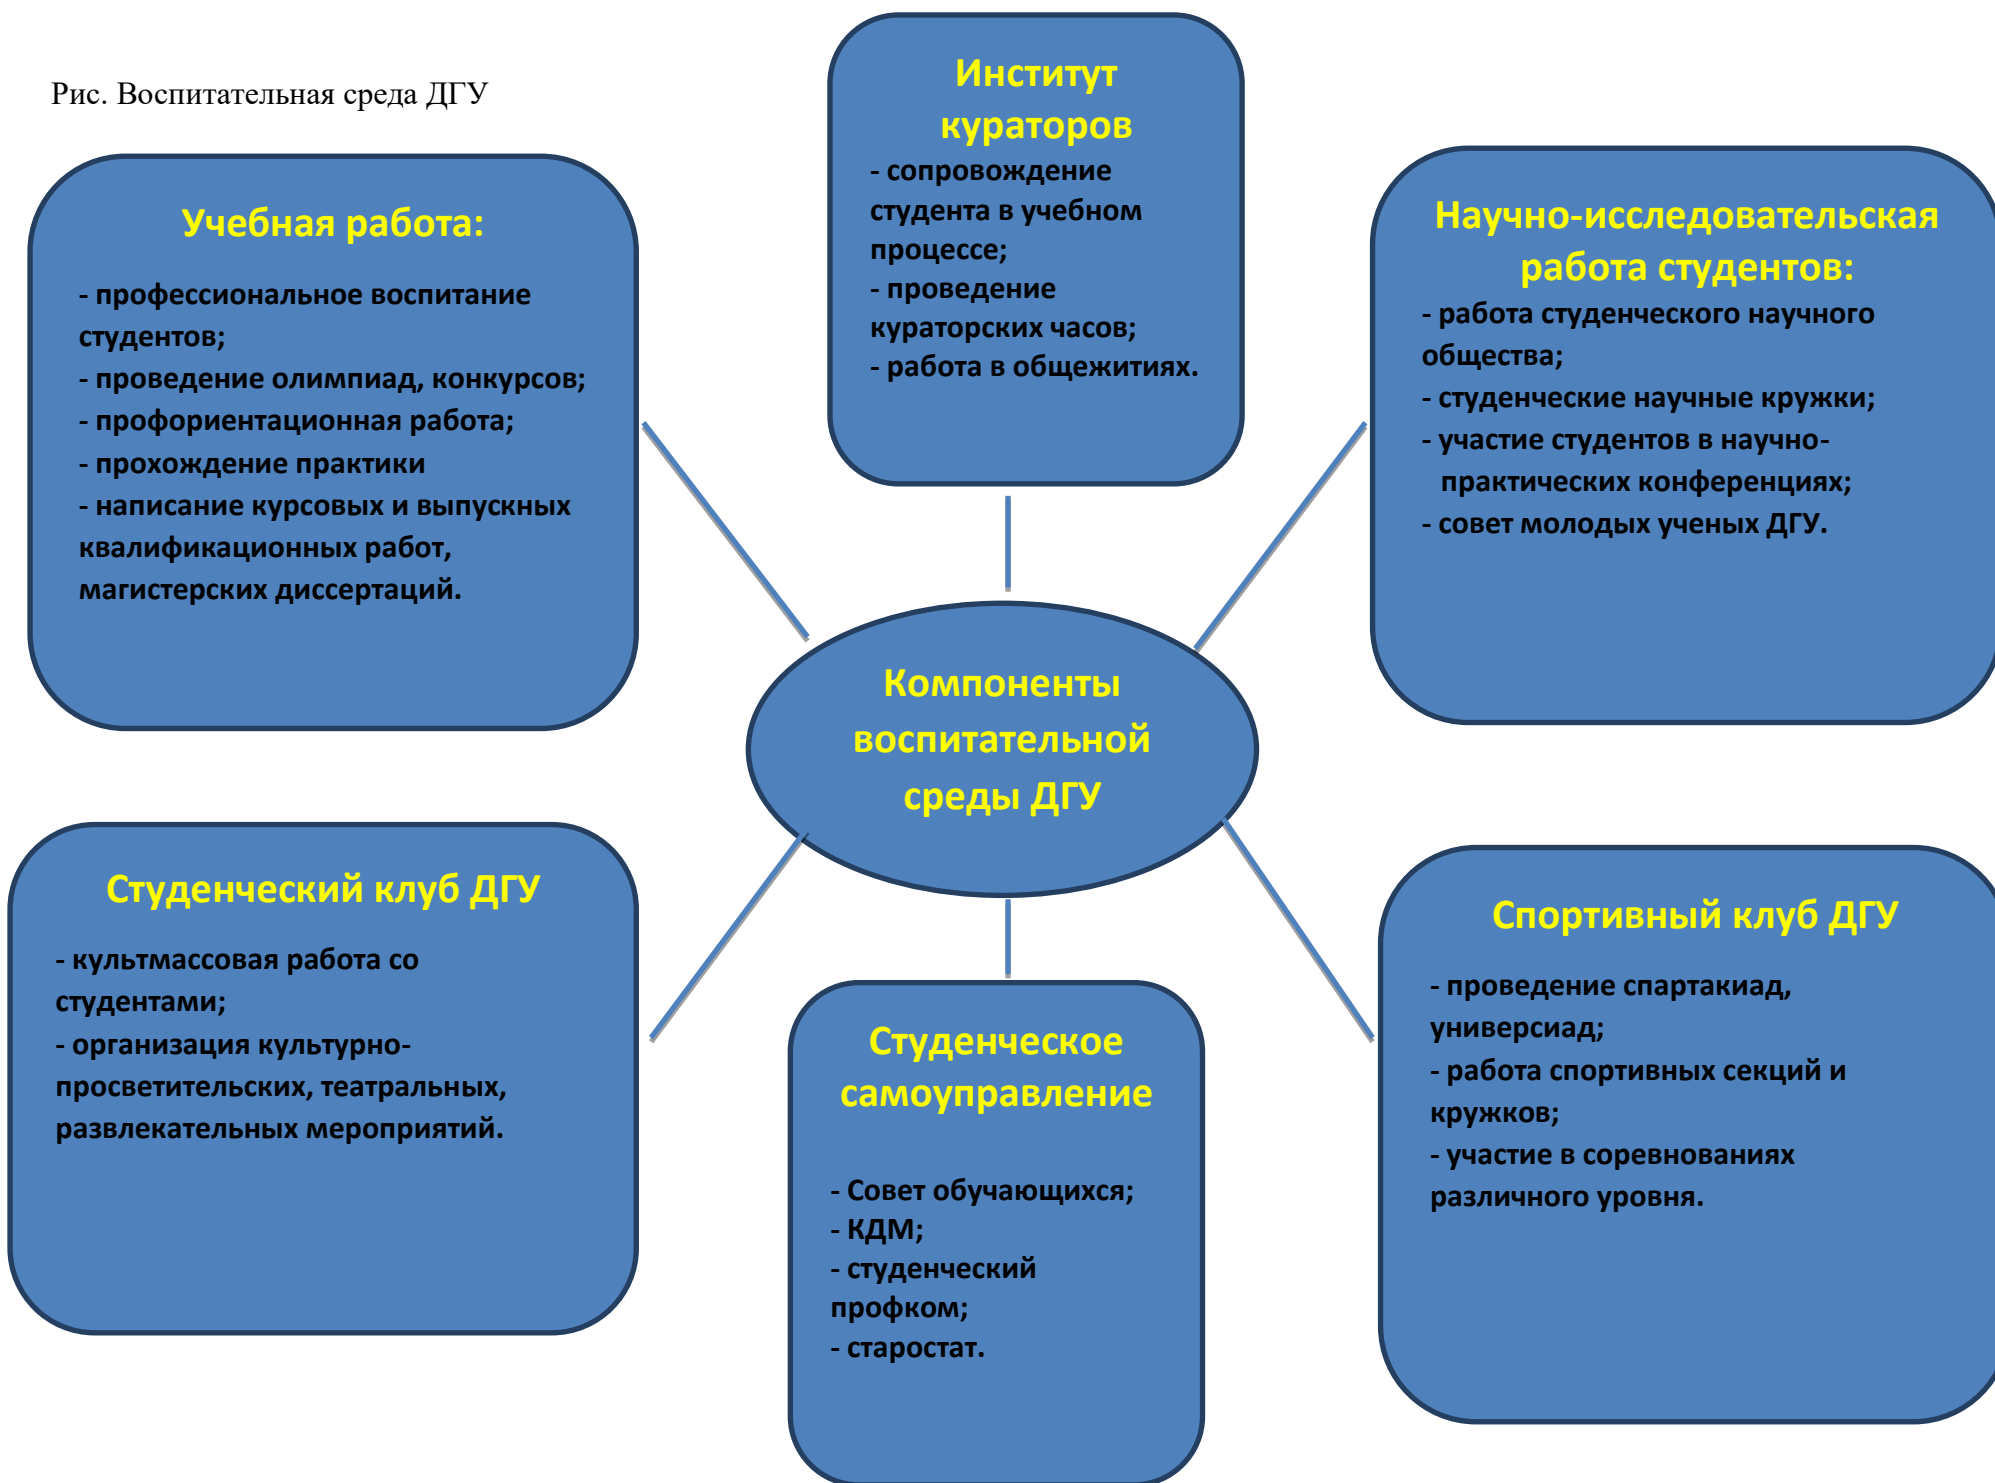 Рис. Воспитательная среда ДГУ
Институт
кураторов
- сопровождение
студента в учебном
процессе;
- проведение
кураторских часов;
- работа в общежитиях.
Учебная работа:
- профессиональное воспитание
студентов;
- проведение олимпиад, конкурсов;
- профориентационная работа;
- прохождение практики
- написание курсовых и выпускных
квалификационных работ,
магистерских диссертаций.
Научно-исследовательская
работа студентов:
- работа студенческого научного
общества;
- студенческие научные кружки;
- участие студентов в научно-
практических конференциях;
- совет молодых ученых ДГУ.
Компоненты
воспитательной
среды ДГУ
Студенческий клуб ДГУ
- культмассовая работа со
студентами;
- организация культурно-
просветительских, театральных,
развлекательных мероприятий.
Студенческое
самоуправление
- Совет обучающихся;
- КДМ;
- студенческий
профком;
- старостат.
Спортивный клуб ДГУ
- проведение спартакиад,
универсиад;
- работа спортивных секций и
кружков;
- участие в соревнованиях
различного уровня.